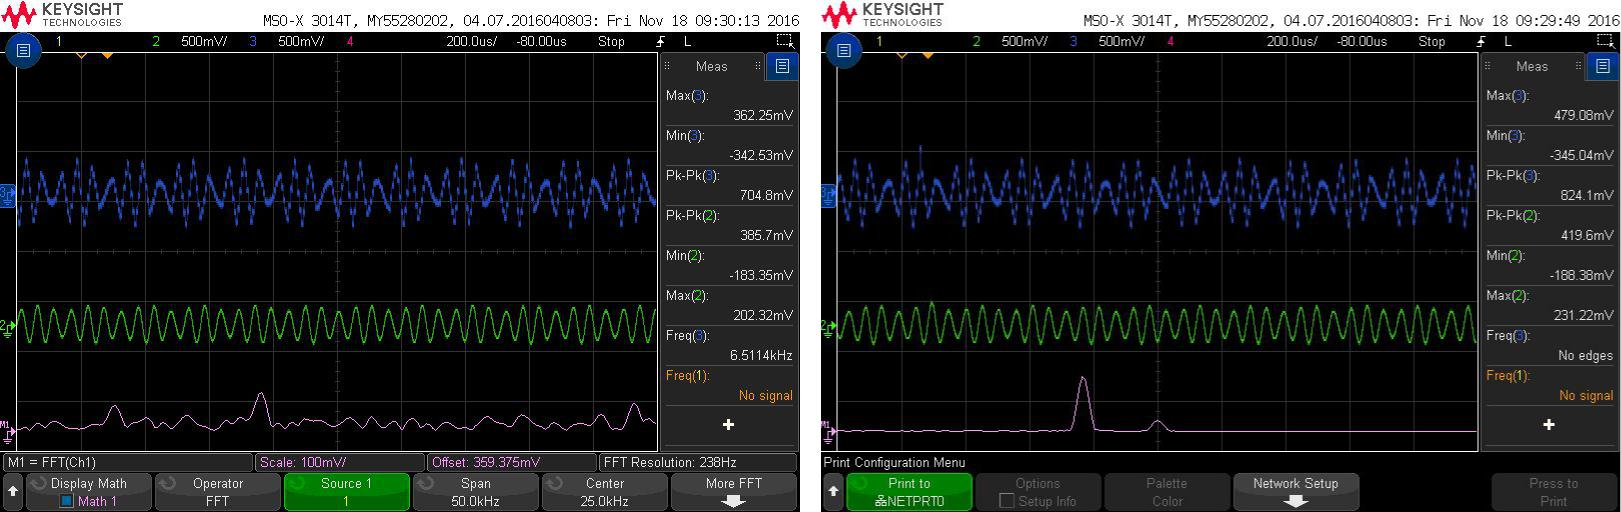 KEYSIGHT
TECHNOLOGIES
MSO-X 3014T, MY55280202, 04.07.2016040803: Fri Nov 18 09:30:13 2016
1 2 500mV/ 3 500mV/ 4 200.0us/ -80.00us Stop L
Meas
Max(3):
362.25mV
Min(3):
-342.53mV
Pk-Pk(3):
704.8mV
Pk-Pk(2):
385.7mV
Min(2):
-183.35mV
Max(2):
202.32mV
Freq(3):
6.5114kHz
Freq(1):
No signal
3
2
M1
M1 = FFT(Ch1) Scale: 100mV/ Offset: 359.375mV FFT Resolution: 238Hz
Display Math Operator Source 1 Span Center More FFT
Math 1 FFT 1 50.0kHz 25.0kHz
KEYSIGHT
TECHNOLOGIES
MSO-X 3014T, MY55280202, 04.07.2016040803: Fri Nov 18 09:29:49 2016
1 2 500mV/ 3 500mV/ 4 200.0us/ -80.00us Stop L
Meas
Max(3):
479.08mV
Min(3):
-345.04mV
Pk-Pk(3):
824.1mV
Pk-Pk(2):
419.6mV
Min(2):
-188.38mV
Max(2):
231.22mV
Freq(3):
No edges
Freq(1):
No signal
3
2
M1
Print Configuration Menu
Print to Options Palette Network Setup Press to
NETPRT0 Setup Info Color Print